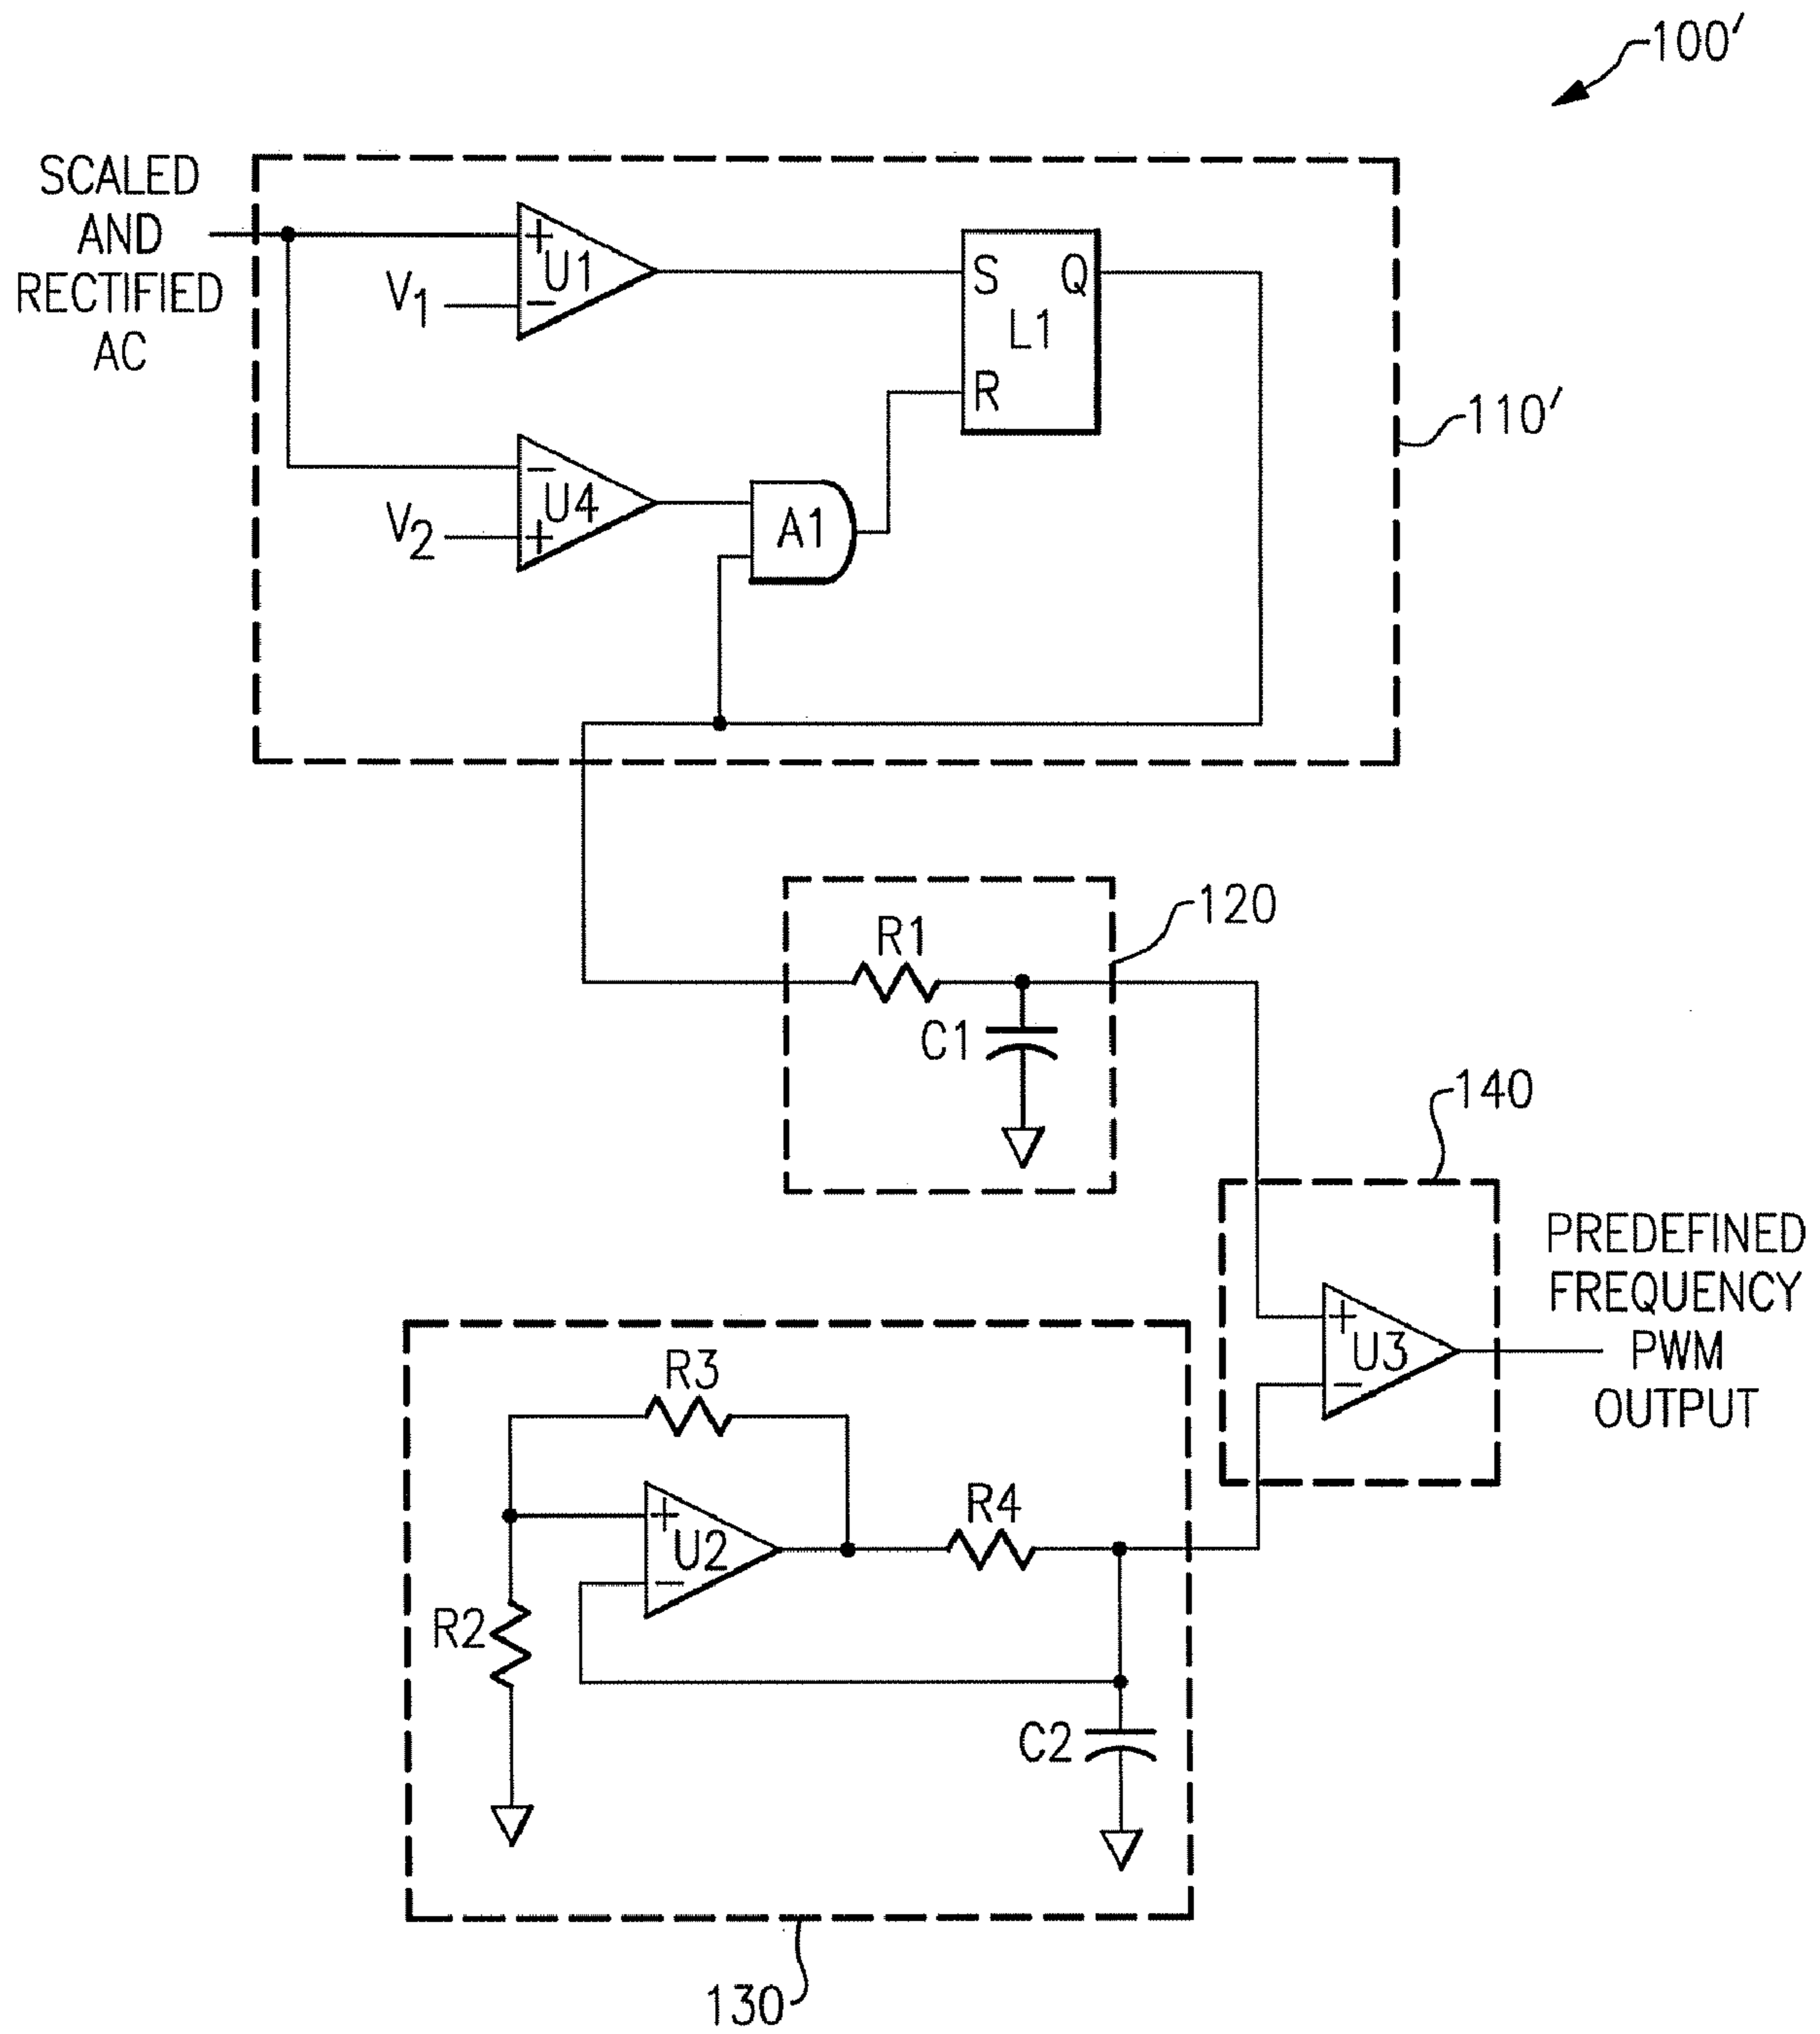 100'
SCALED
AND
RECTIFIED
AC
+
U1
−
V1
S
Q
L1
R
110'
−
U4
+
V2
A1
120
R1
C1
140
PREDEFINED
FREQUENCY
PWM
OUTPUT
+
U3
−
R3
+
U2
−
R4
R2
C2
130